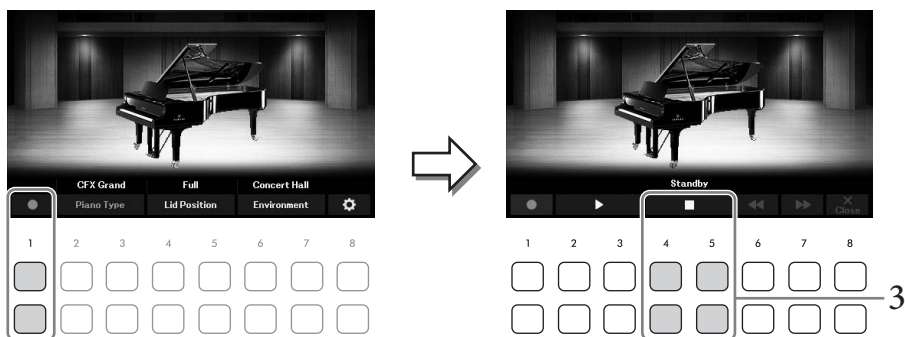 CFX Grand Full Concert Hall
Piano Type Lid Position Environment
1 2 3 4 5 6 7 8
Standby
Close
1 2 3 4 5 6 7 8
3